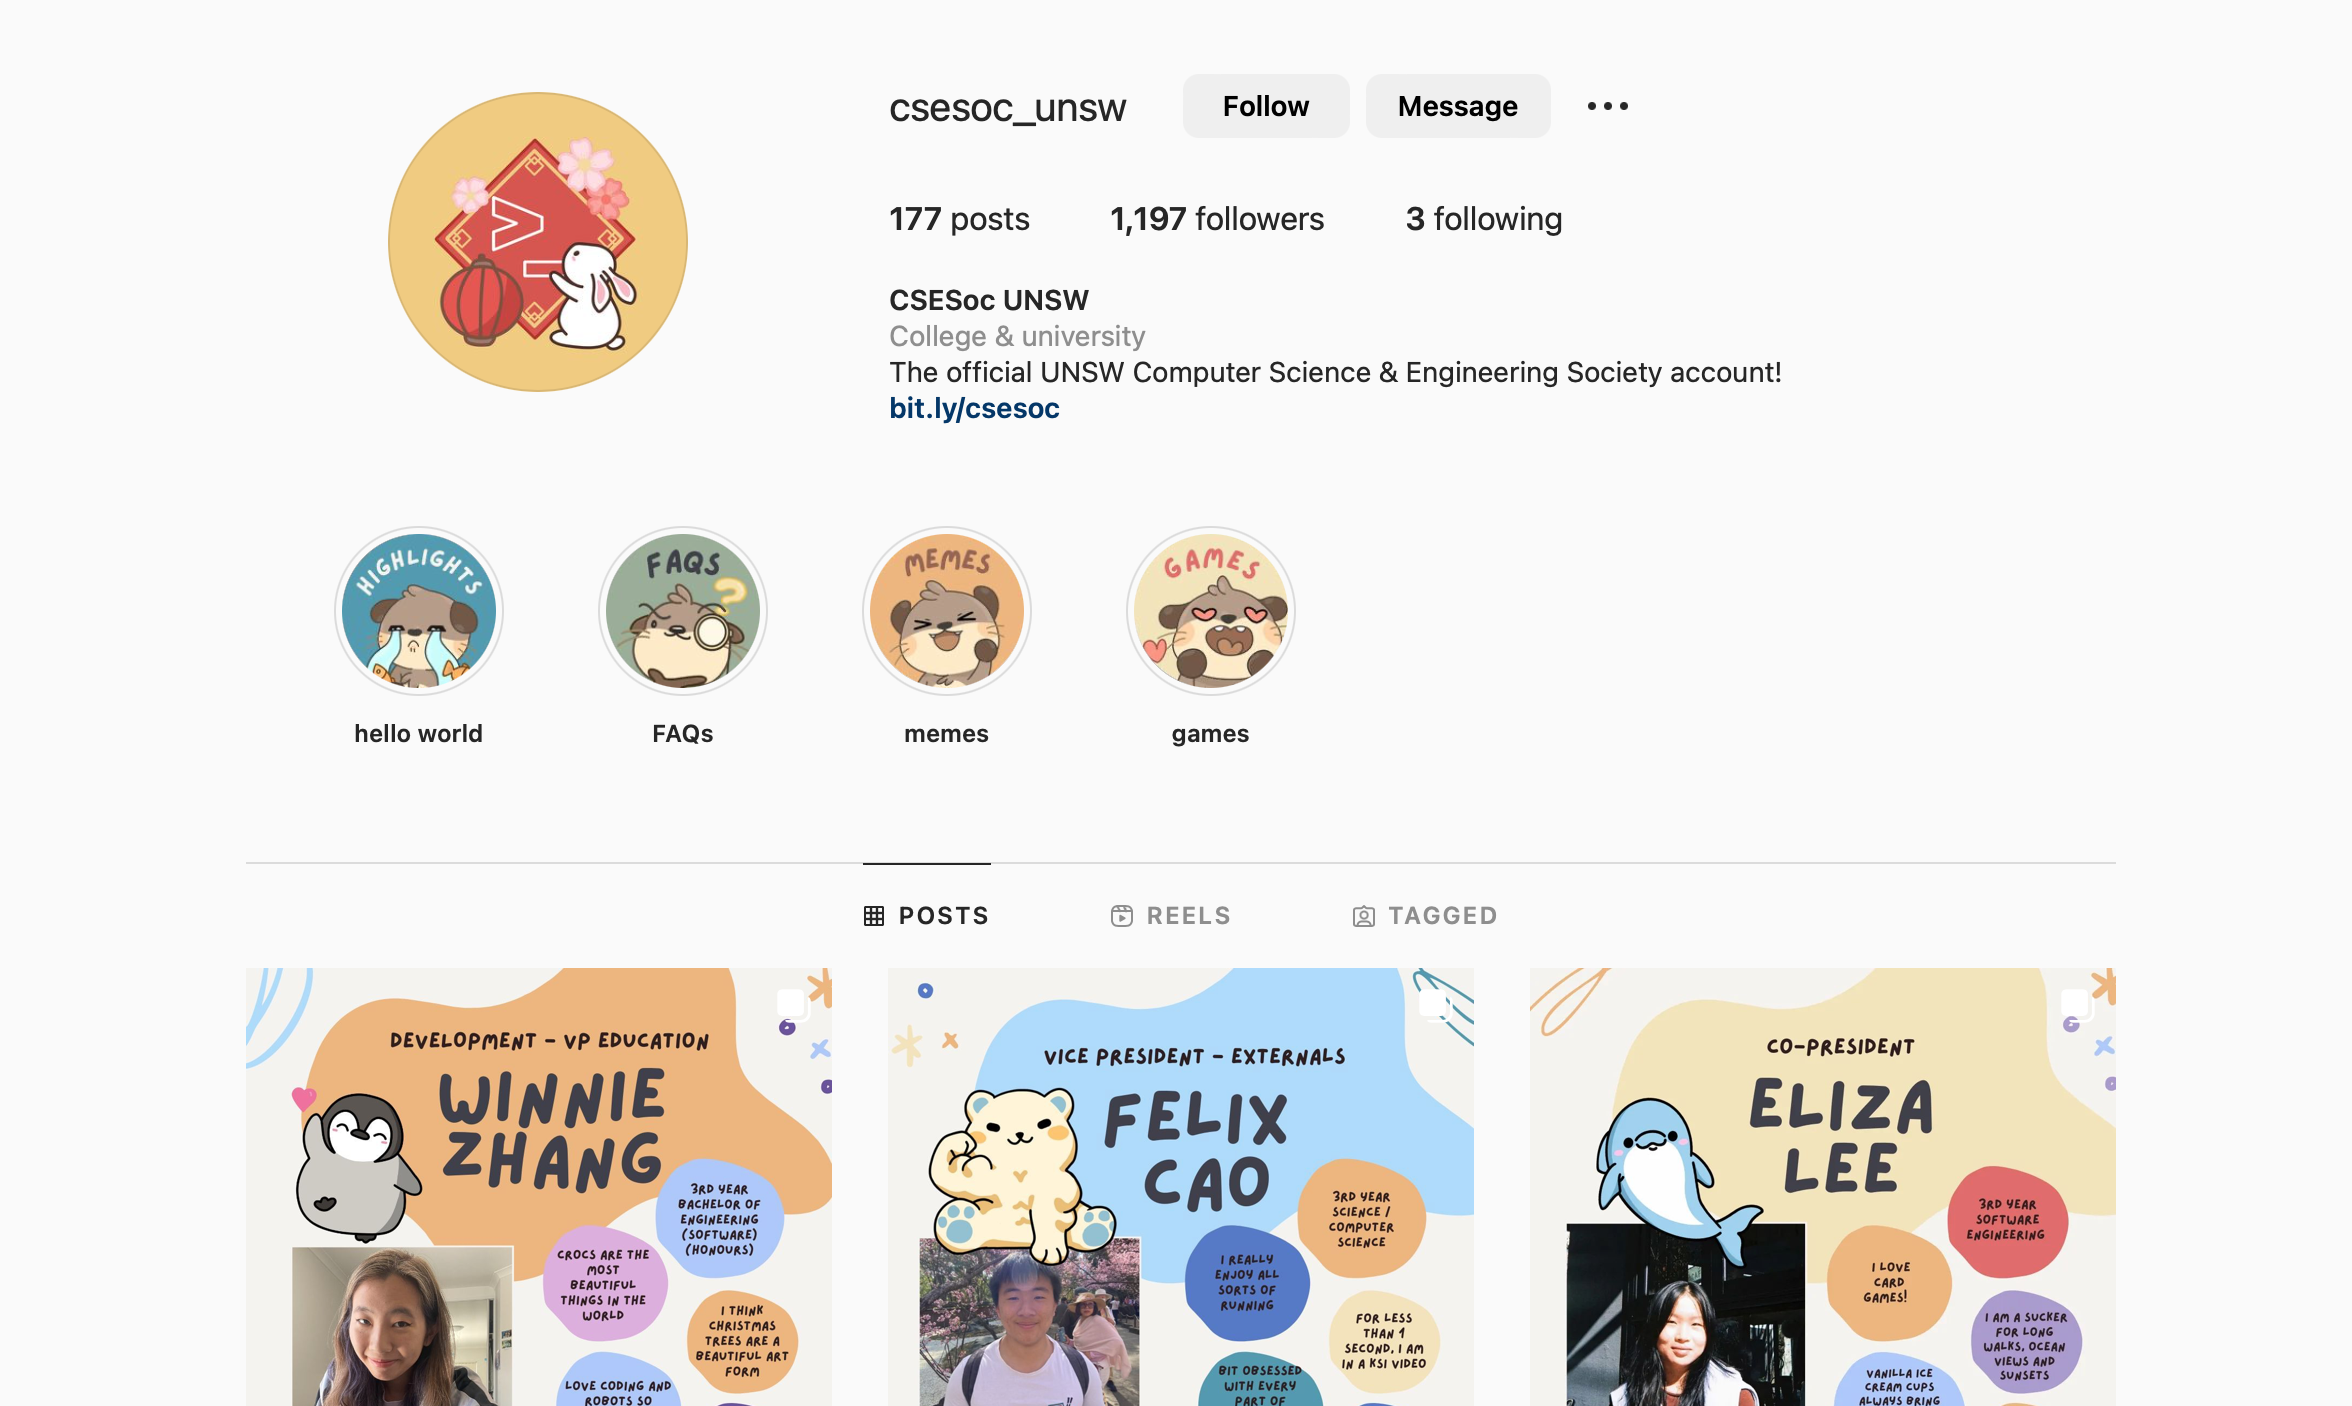 csesoc_unsw
Follow
Message
177 posts
1,197 followers
3 following
CSESoc UNSW
College & university
The official UNSW Computer Science & Engineering Society account!
bit.ly/csesoc
HIGHLIGHTS
FAQS
?
MEMES
GAMES
hello world
FAQs
memes
games
POSTS
REELS
TAGGED
DEVELOPMENT - VP EDUCATION
WINNIE
ZHANG
3RD YEAR
BACHELOR OF
ENGINEERING
(SOFTWARE)
(HONOURS)
CROCS ARE THE
MOST
BEAUTIFUL
THINGS IN THE
WORLD
I THINK
CHRISTMAS
TREES ARE A
BEAUTIFUL ART
FORM
LOVE CODING AND
ROBOTS SO
VICE PRESIDENT - EXTERNALS
FELIX
CAO
3RD YEAR
SCIENCE /
COMPUTER
SCIENCE
I REALLY
ENJOY ALL
SORTS OF
RUNNING
FOR LESS
THAN 1
SECOND, I AM
IN A KSI VIDEO
BIT OBSESSED
WITH EVERY
PART OF
CO-PRESIDENT
ELIZA
LEE
3RD YEAR
SOFTWARE
ENGINEERING
I LOVE
CARD
GAMES!
I AM A SUCKER
FOR LONG
WALKS, OCEAN
VIEWS AND
SUNSETS
VANILLA ICE
CREAM CUPS
ALWAYS BRING